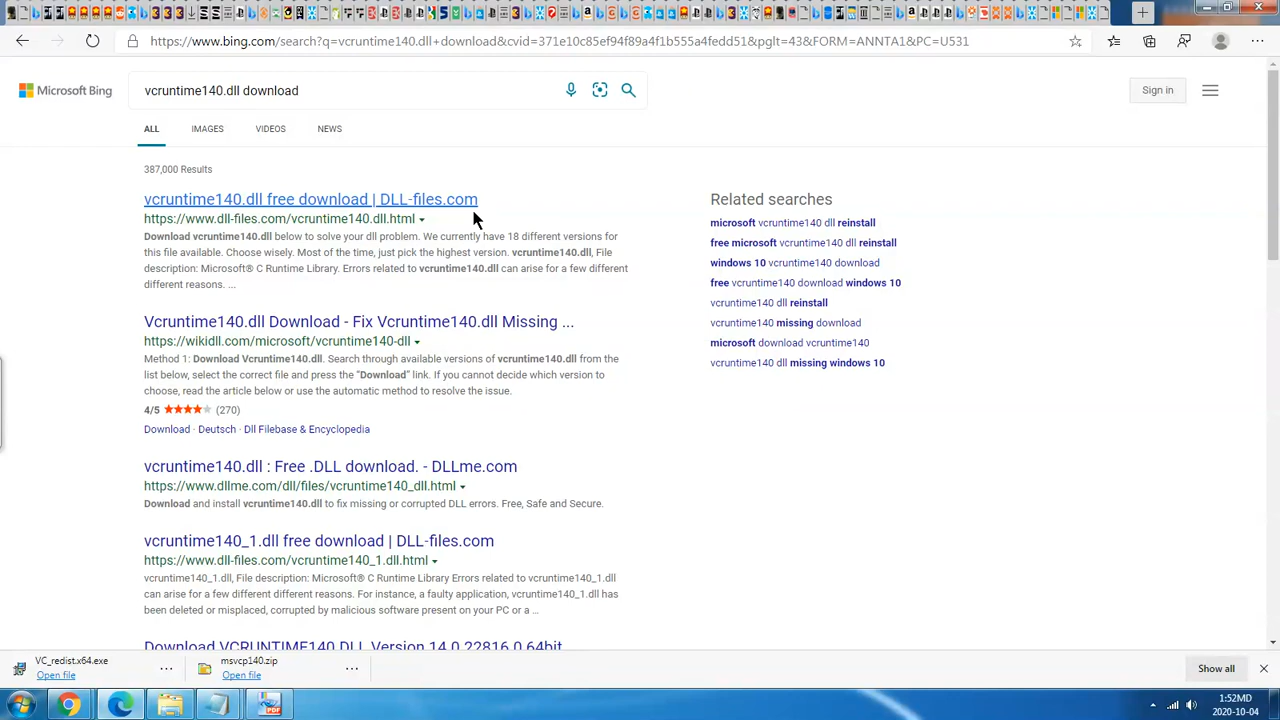 https://www.bing.com/search?q=vcruntime140.dll+download&cvid=371e10c85ef94f89a4f1b555a4fedd51&pglt=43&FORM=ANNTA1&PC=U531
Microsoft Bing
vcruntime140.dll download
Sign in
ALL
IMAGES
VIDEOS
NEWS
387,000 Results
vcruntime140.dll free download | DLL-files.com
https://www.dll-files.com/vcruntime140.dll.html
Download vcruntime140.dll below to solve your dll problem. We currently have 18 different versions for
this file available. Choose wisely. Most of the time, just pick the highest version. vcruntime140.dll,
File description: Microsoft® C Runtime Library. Errors related to vcruntime140.dll can arise for a few different
different reasons. ...
Vcruntime140.dll Download - Fix Vcruntime140.dll Missing ...
https://wikidll.com/microsoft/vcruntime140-dll
Method 1: Download Vcruntime140.dll. Search through available versions of vcruntime140.dll from the
list below, select the correct file and press the “Download” link. If you cannot decide which version to
choose, read the article below or use the automatic method to resolve the issue.
4/5 (270)
Download · Deutsch · Dll Filebase & Encyclopedia
vcruntime140.dll : Free .DLL download. - DLLme.com
https://www.dllme.com/dll/files/vcruntime140_dll.html
Download and install vcruntime140.dll to fix missing or corrupted DLL errors. Free, Safe and Secure.
vcruntime140_1.dll free download | DLL-files.com
https://www.dll-files.com/vcruntime140_1.dll.html
vcruntime140_1.dll, File description: Microsoft® C Runtime Library Errors related to vcruntime140_1.dll
can arise for a few different different reasons. For instance, a faulty application, vcruntime140_1.dll has
been deleted or misplaced, corrupted by malicious software present on your PC or a ...
Download VCRUNTIME140.DLL Version 14.0.22816.0 64bit
Related searches
microsoft vcruntime140 dll reinstall
free microsoft vcruntime140 dll reinstall
windows 10 vcruntime140 download
free vcruntime140 download windows 10
vcruntime140 dll reinstall
vcruntime140 missing download
microsoft download vcruntime140
vcruntime140 dll missing windows 10
VC_redist.x64.exe
Open file
msvcp140.zip
Open file
Show all
PDF
1:52MD
2020-10-04